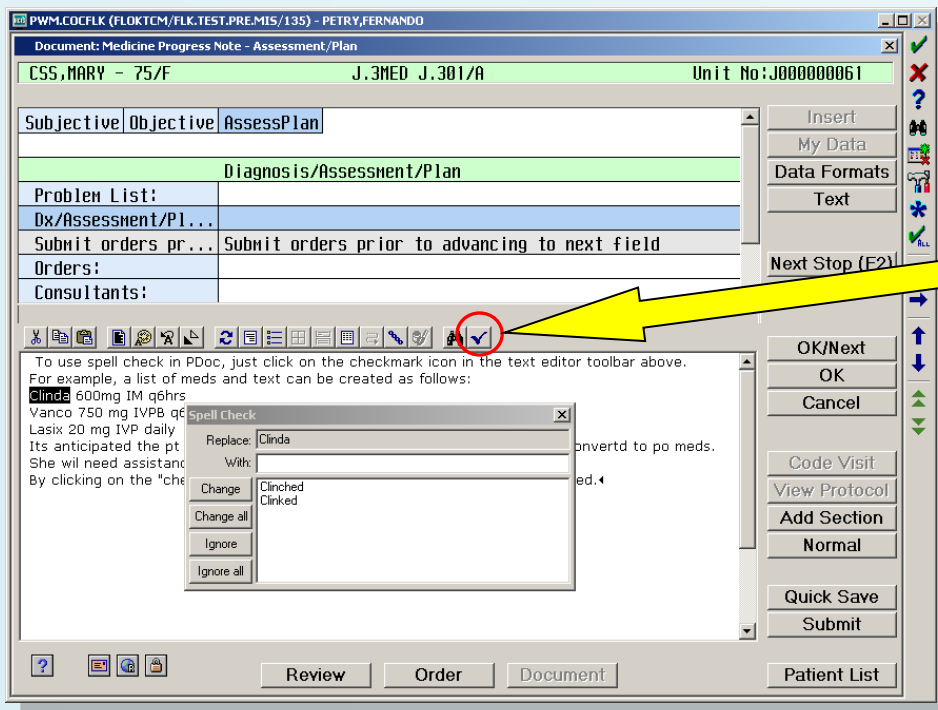 PWM.COCFLK (FLOKTCM/FLK.TEST.PRE.MIS/135) - PETRY,FERNANDO
Document: Medicine Progress Note - Assessment/Plan
CSS,MARY - 75/F J.3MED J.301/A Unit No:J000000061
Subjective Objective AssessPlan
Insert
My Data
Diagnosis/Assessment/Plan
Data Formats
Problem List:
Text
Dx/Assessment/Pl...
Submit orders pr... Submit orders prior to advancing to next field
Orders:
Next Stop (F2)
Consultants:
ALL
OK/Next
OK
Cancel
Code Visit
View Protocol
Add Section
Normal
Quick Save
Submit
To use spell check in PDoc, just click on the checkmark icon in the text editor toolbar above.
For example, a list of meds and text can be created as follows:
Clinda 600mg IM q6hrs
Vanco 750 mg IVPB q6
Lasix 20 mg IVP daily
Its anticipated the pt onvertd to po meds.
She wil need assistanc
By clicking on the "che ed.
Spell Check
Replace: Clinda
With:
Change
Change all
Ignore
Ignore all
Clinched
Clinked
?
Review Order Document Patient List